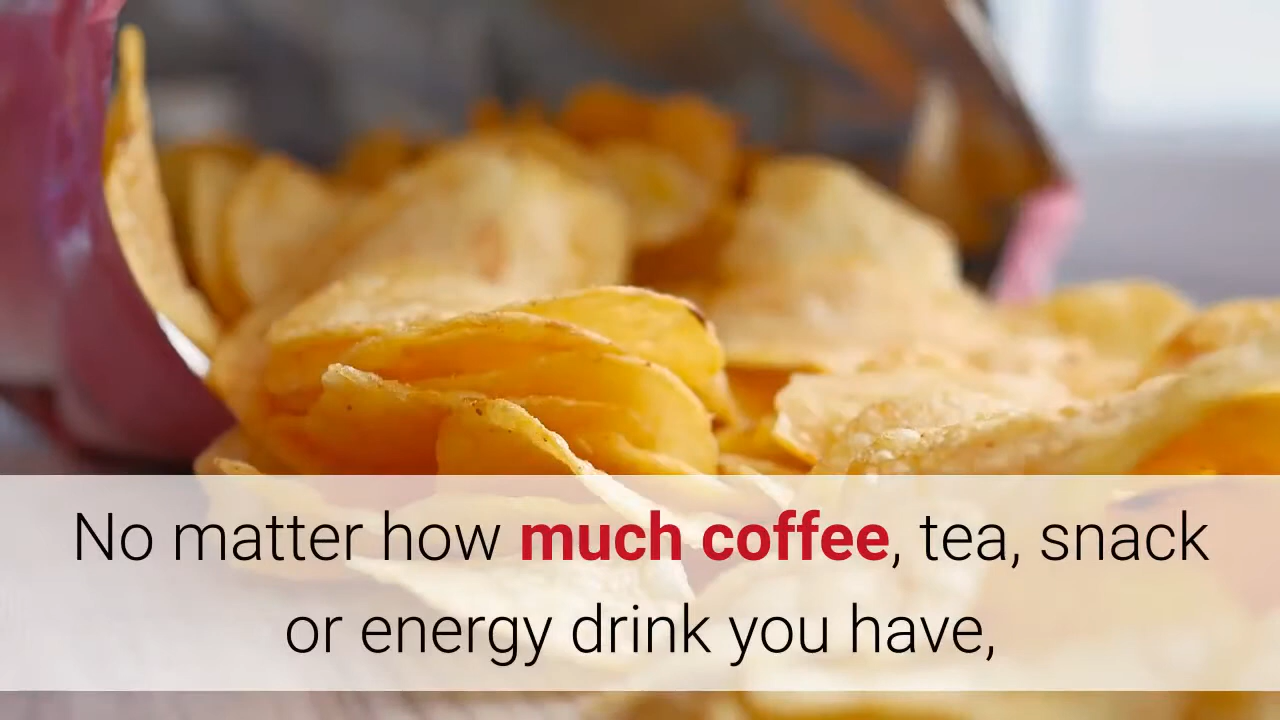 No matter how much coffee, tea, snack
or energy drink you have,